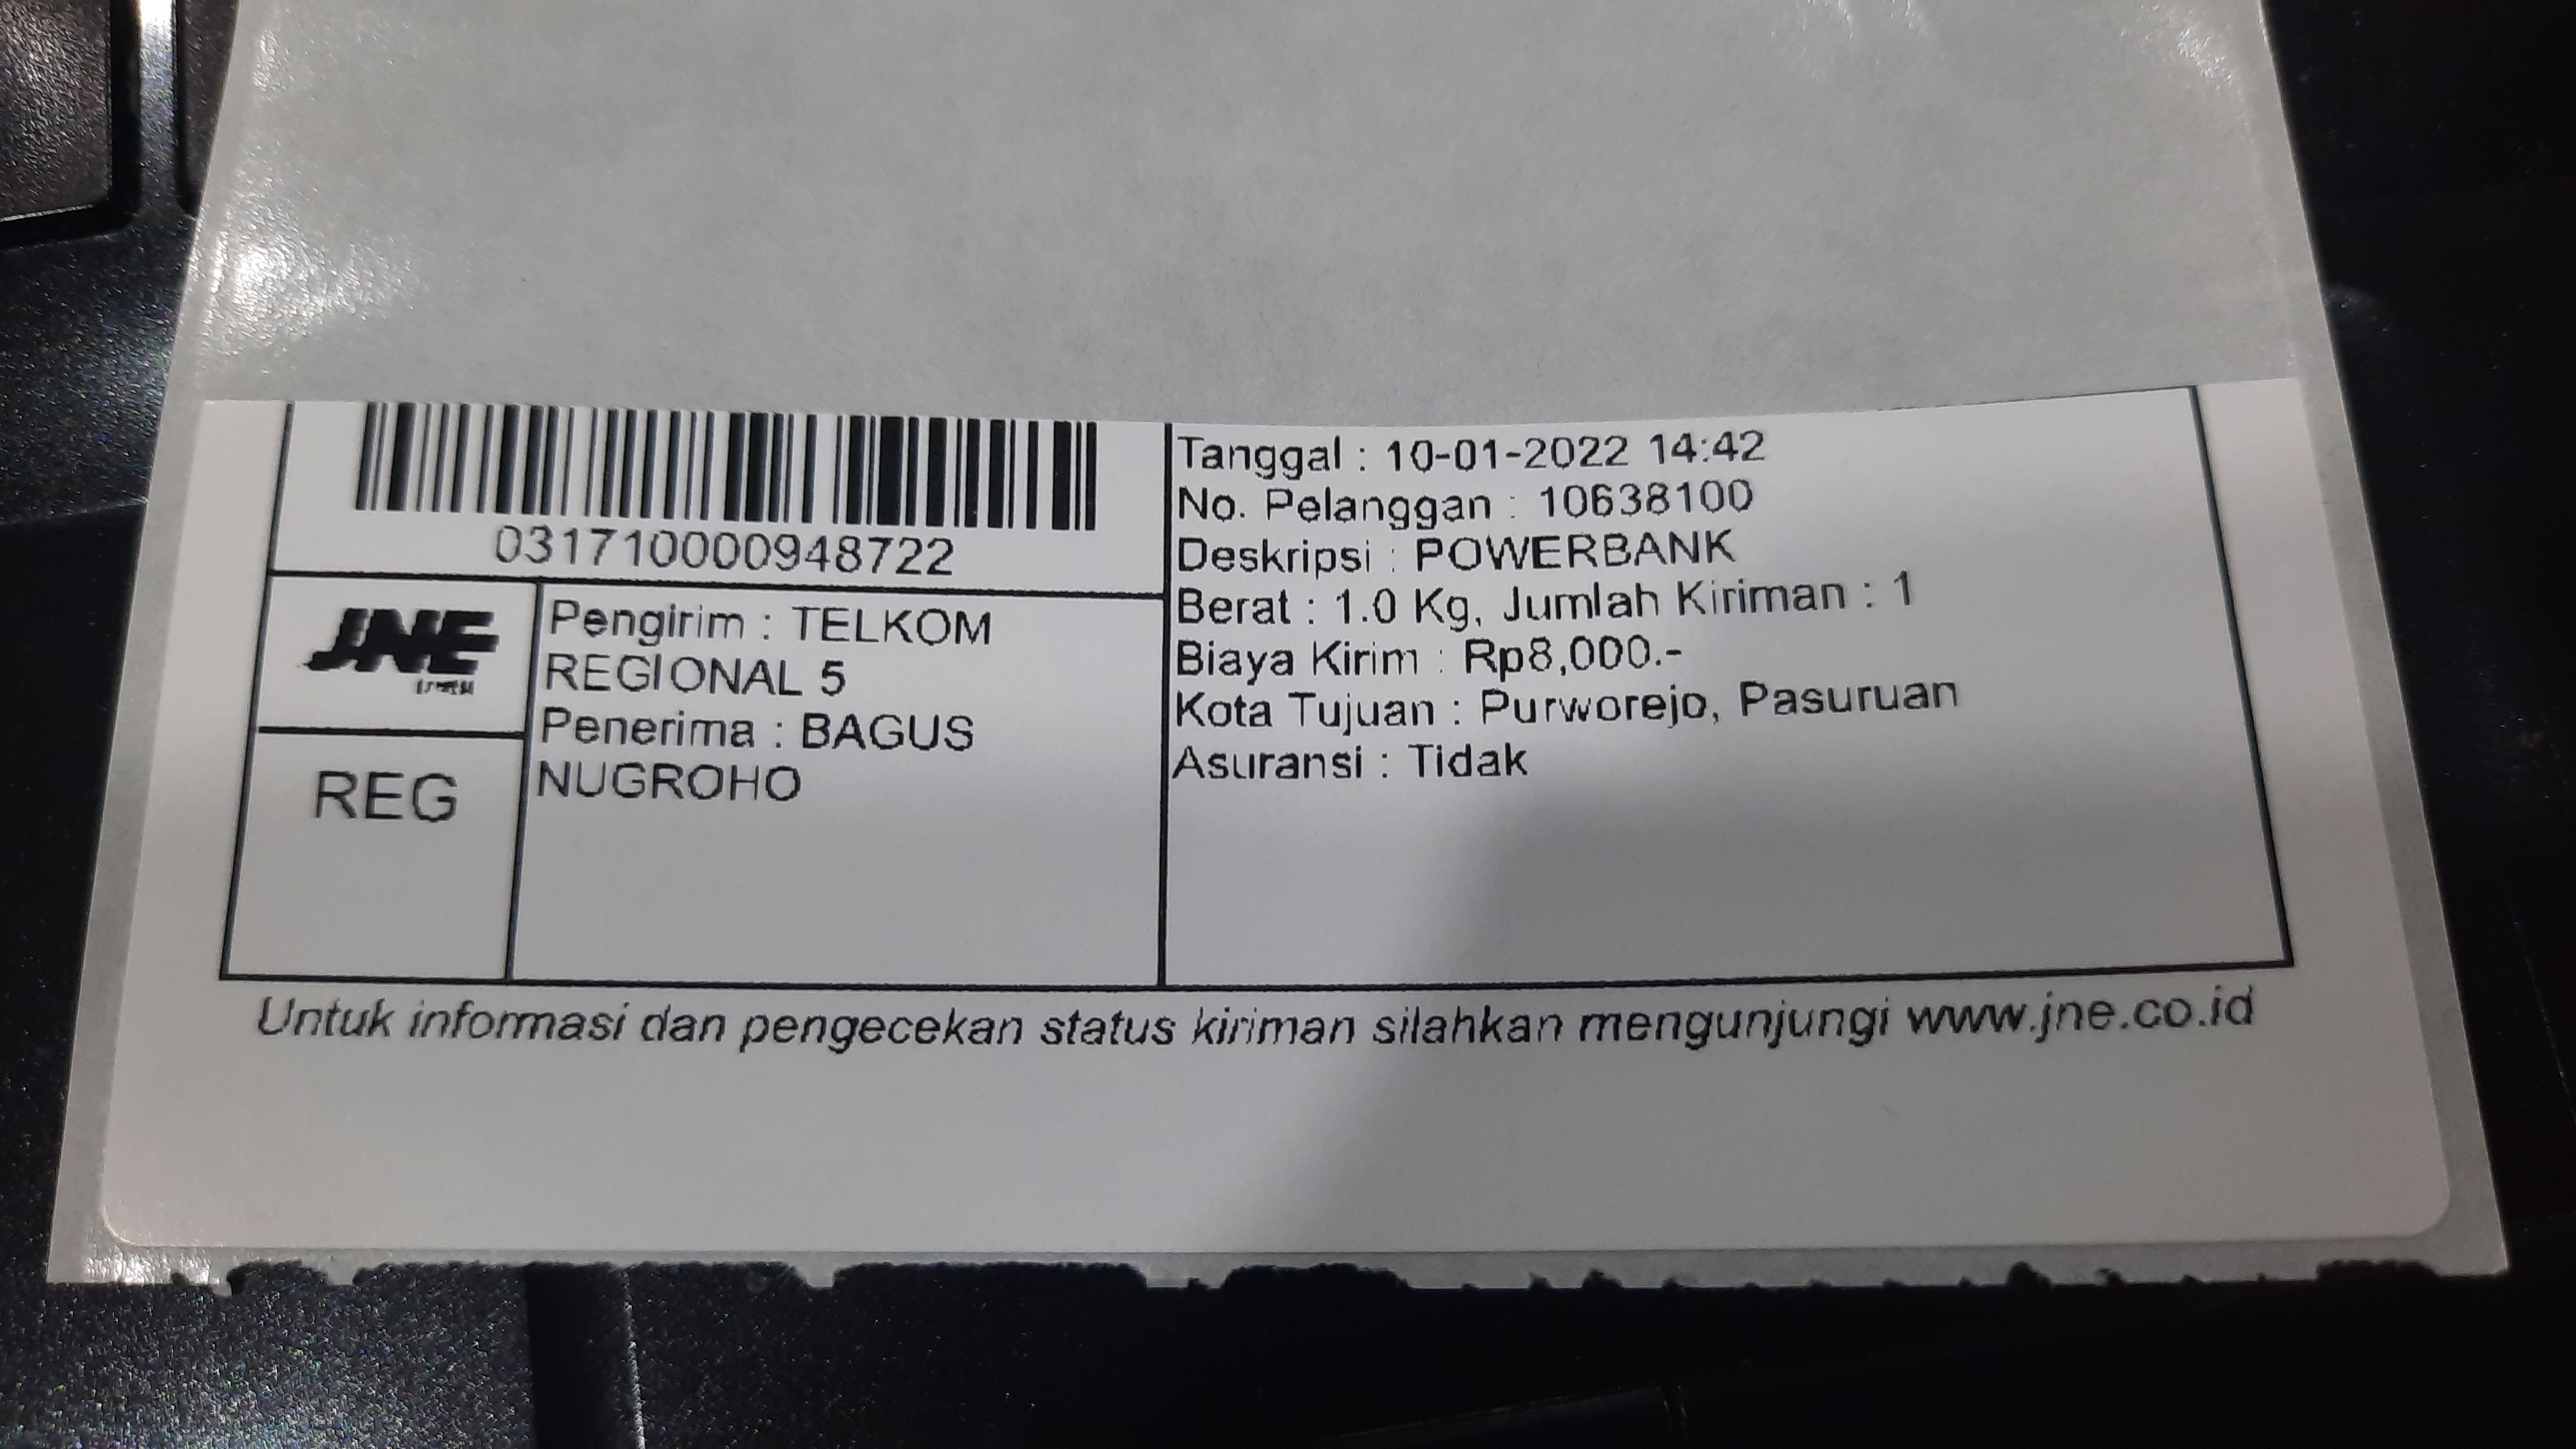 031710009948722
JNE
REG
Pengirim : TELKOM
REGIONAL 5
Penerima : BAGUS
NUGROHO
Tanggal : 10-01-2022 14:42
No. Pelanggan : 10638100
Deskripsi : POWERBANK
Berat : 1.0 Kg, Jumlah Kiriman : 1
Biaya Kirim : Rp8,000.-
Kota Tujuan : Purworejo, Pasuruan
Asuransi : Tidak
Untuk informasi dan pengecekan status kiriman silahkan mengunjungi www.jne.co.id